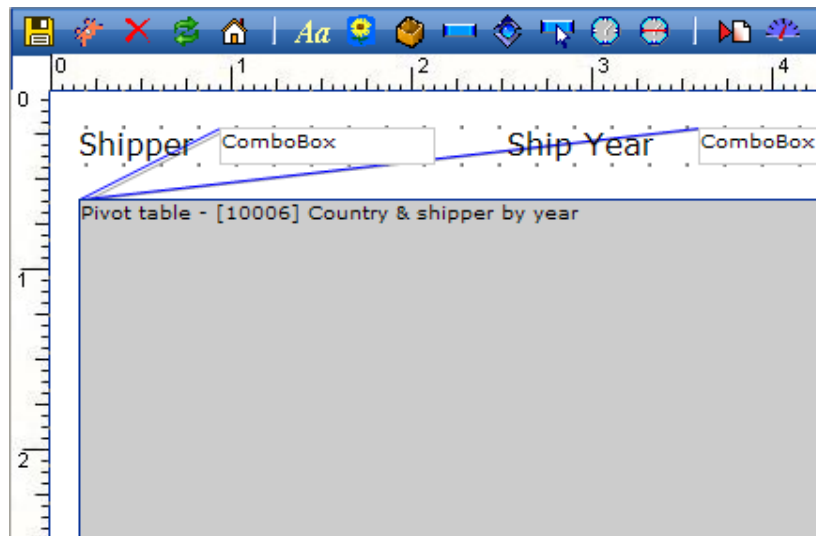 Aa
0 1 2 3 4
0
Shipper ComboBox Ship Year ComboBox
Pivot table - [10006] Country & shipper by year
1
2